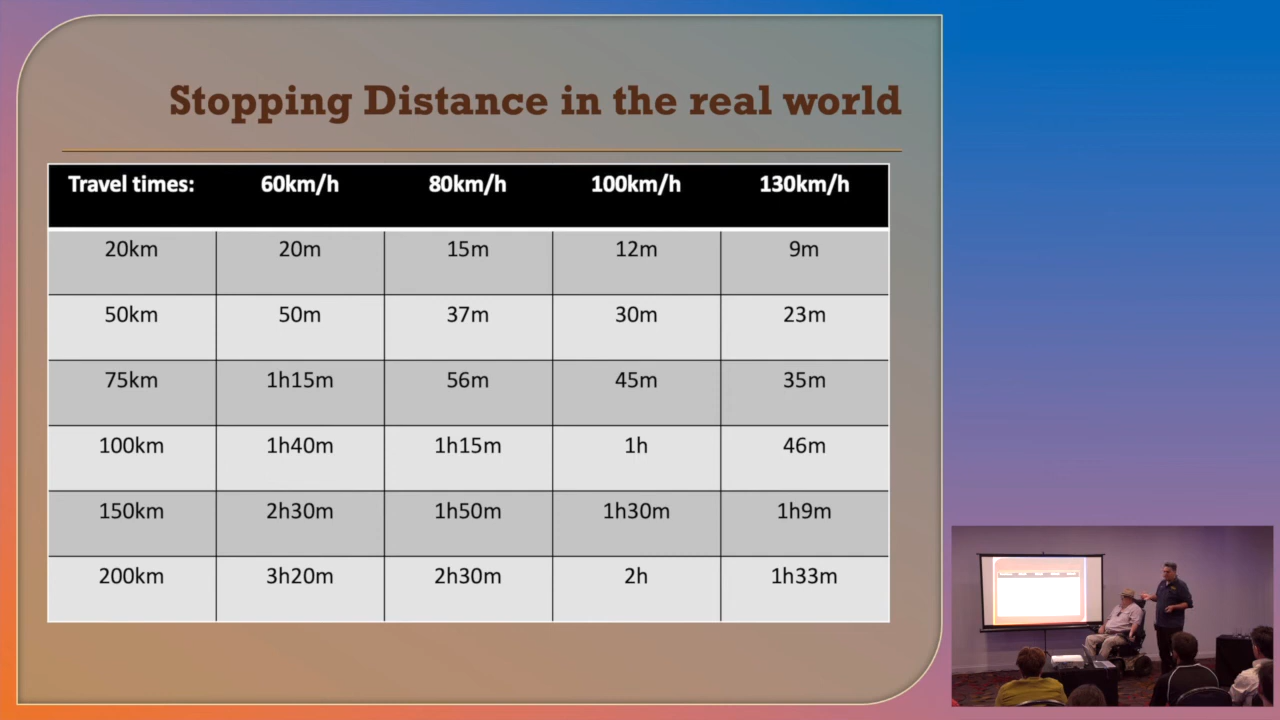 Stopping Distance in the real world
Travel times: 60km/h 80km/h 100km/h 130km/h
20km 20m 15m 12m 9m
50km 50m 37m 30m 23m
75km 1h15m 56m 45m 35m
100km 1h40m 1h15m 1h 46m
150km 2h30m 1h50m 1h30m 1h9m
200km 3h20m 2h30m 2h 1h33m